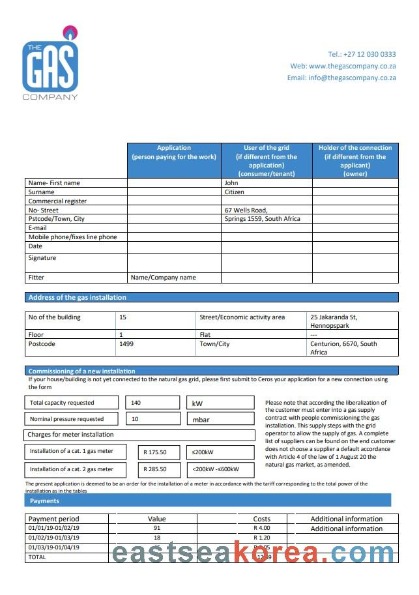 THE
GAS
COMPANY
Tel.: +27 12 030 0333
Web: www.thegascompany.co.za
Email: info@thegascompany.co.za
Application (person paying for the work) User of the grid (if different from the application) (consumer/tenant) Holder of the connection (if different from the applicant) (owner)
Name- First name John
Surname Citizen
Commercial register
No- Street 67 Wells Road,
Pstcode/Town, City Springs 1559, South Africa
E-mail
Mobile phone/fixes line phone
Date
Signature
Fitter Name/Company name
Address of the gas installation
No of the building 15 Street/Economic activity area 25 Jakaranda St, Hennopspark
Floor 1 Flat ---
Postcode 1499 Town/City Centurion, 6670, South Africa
Commissioning of a new installation
If your house/building is not yet connected to the natural gas grid, please first submit to Ceros your application for a new connection using
the form
Total capacity requested 140 kW
Nominal pressure requested 10 mbar
Charges for meter installation
Installation of a cat. 1 gas meter R 175.50 ≤200kW
Installation of a cat. 2 gas meter R 285.50 <200kW -≤600kW
Please note that according the liberalization of
the customer must enter into a gas supply
contract with people commissioning the gas
installation. This supply steps with the grid
operator to allow the supply of gas. A complete
list of suppliers can be found on the end customer
does not choose a supplier a default accordance
with Article 4 of the law of 1 August 20 the
natural gas market, as amended.
The present application is deemed to be an order for the installation of a meter in accordance with the tariff corresponding to the total power of the
installation as in the tables
Payments
Payment period Value Costs Additional information
01/01/19-01/02/19 91 R 4.00 Additional information
01/02/19-01/03/19 18 R 1.20
01/03/19-01/04/19
TOTAL
eastseakorea.com